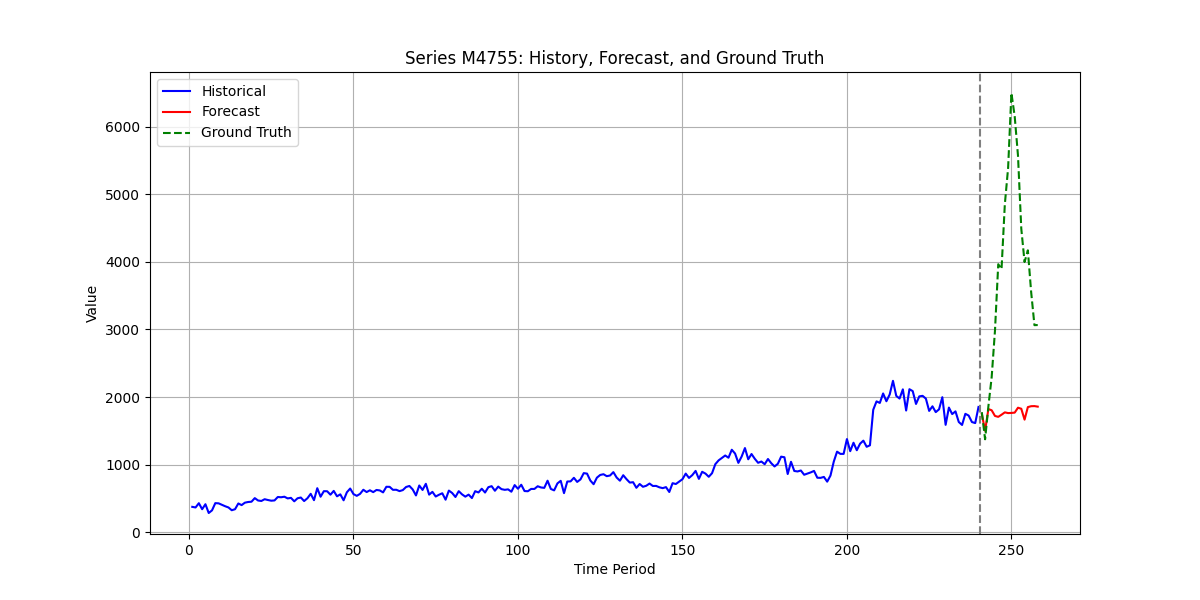 Series M4755: History, Forecast, and Ground Truth
Historical
Forecast
Ground Truth
6000
5000
4000
3000
2000
1000
0
Value
0 50 100 150 200 250
Time Period